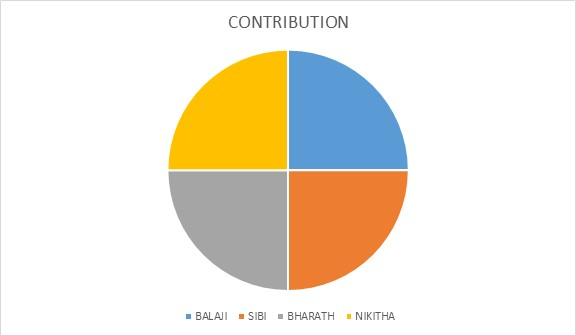 CONTRIBUTION
BALAJI SIBI BHARATH NIKITHA